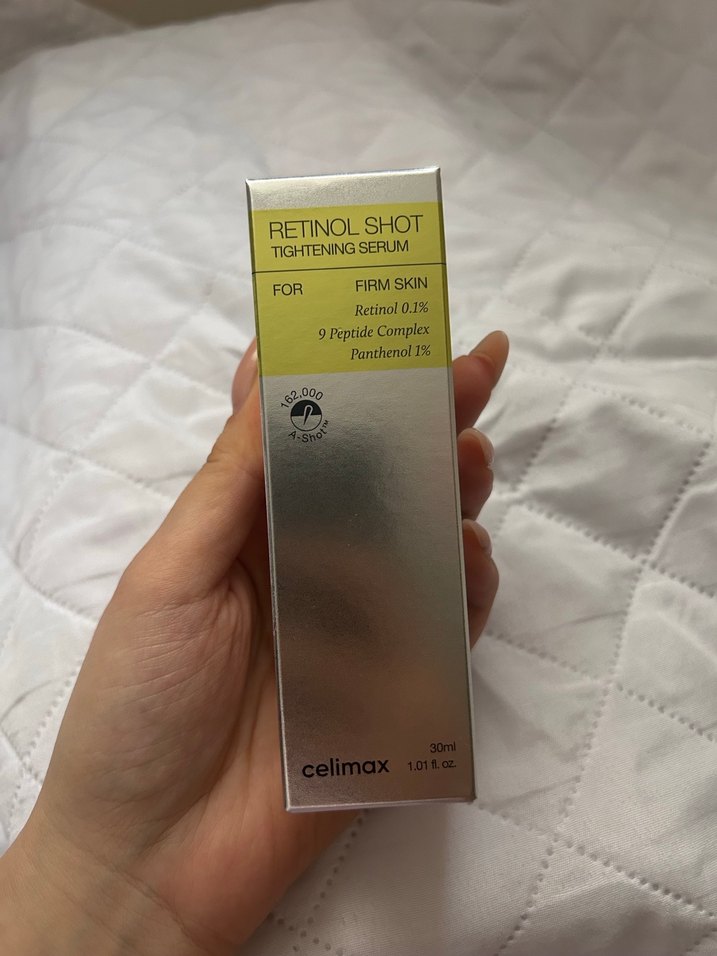 RETINOL SHOT
TIGHTENING SERUM
FOR FIRM SKIN
Retinol 0.1%
9 Peptide Complex
Panthenol 1%
162,000
A-Shot™
30ml
celimax 1.01 fl. oz.